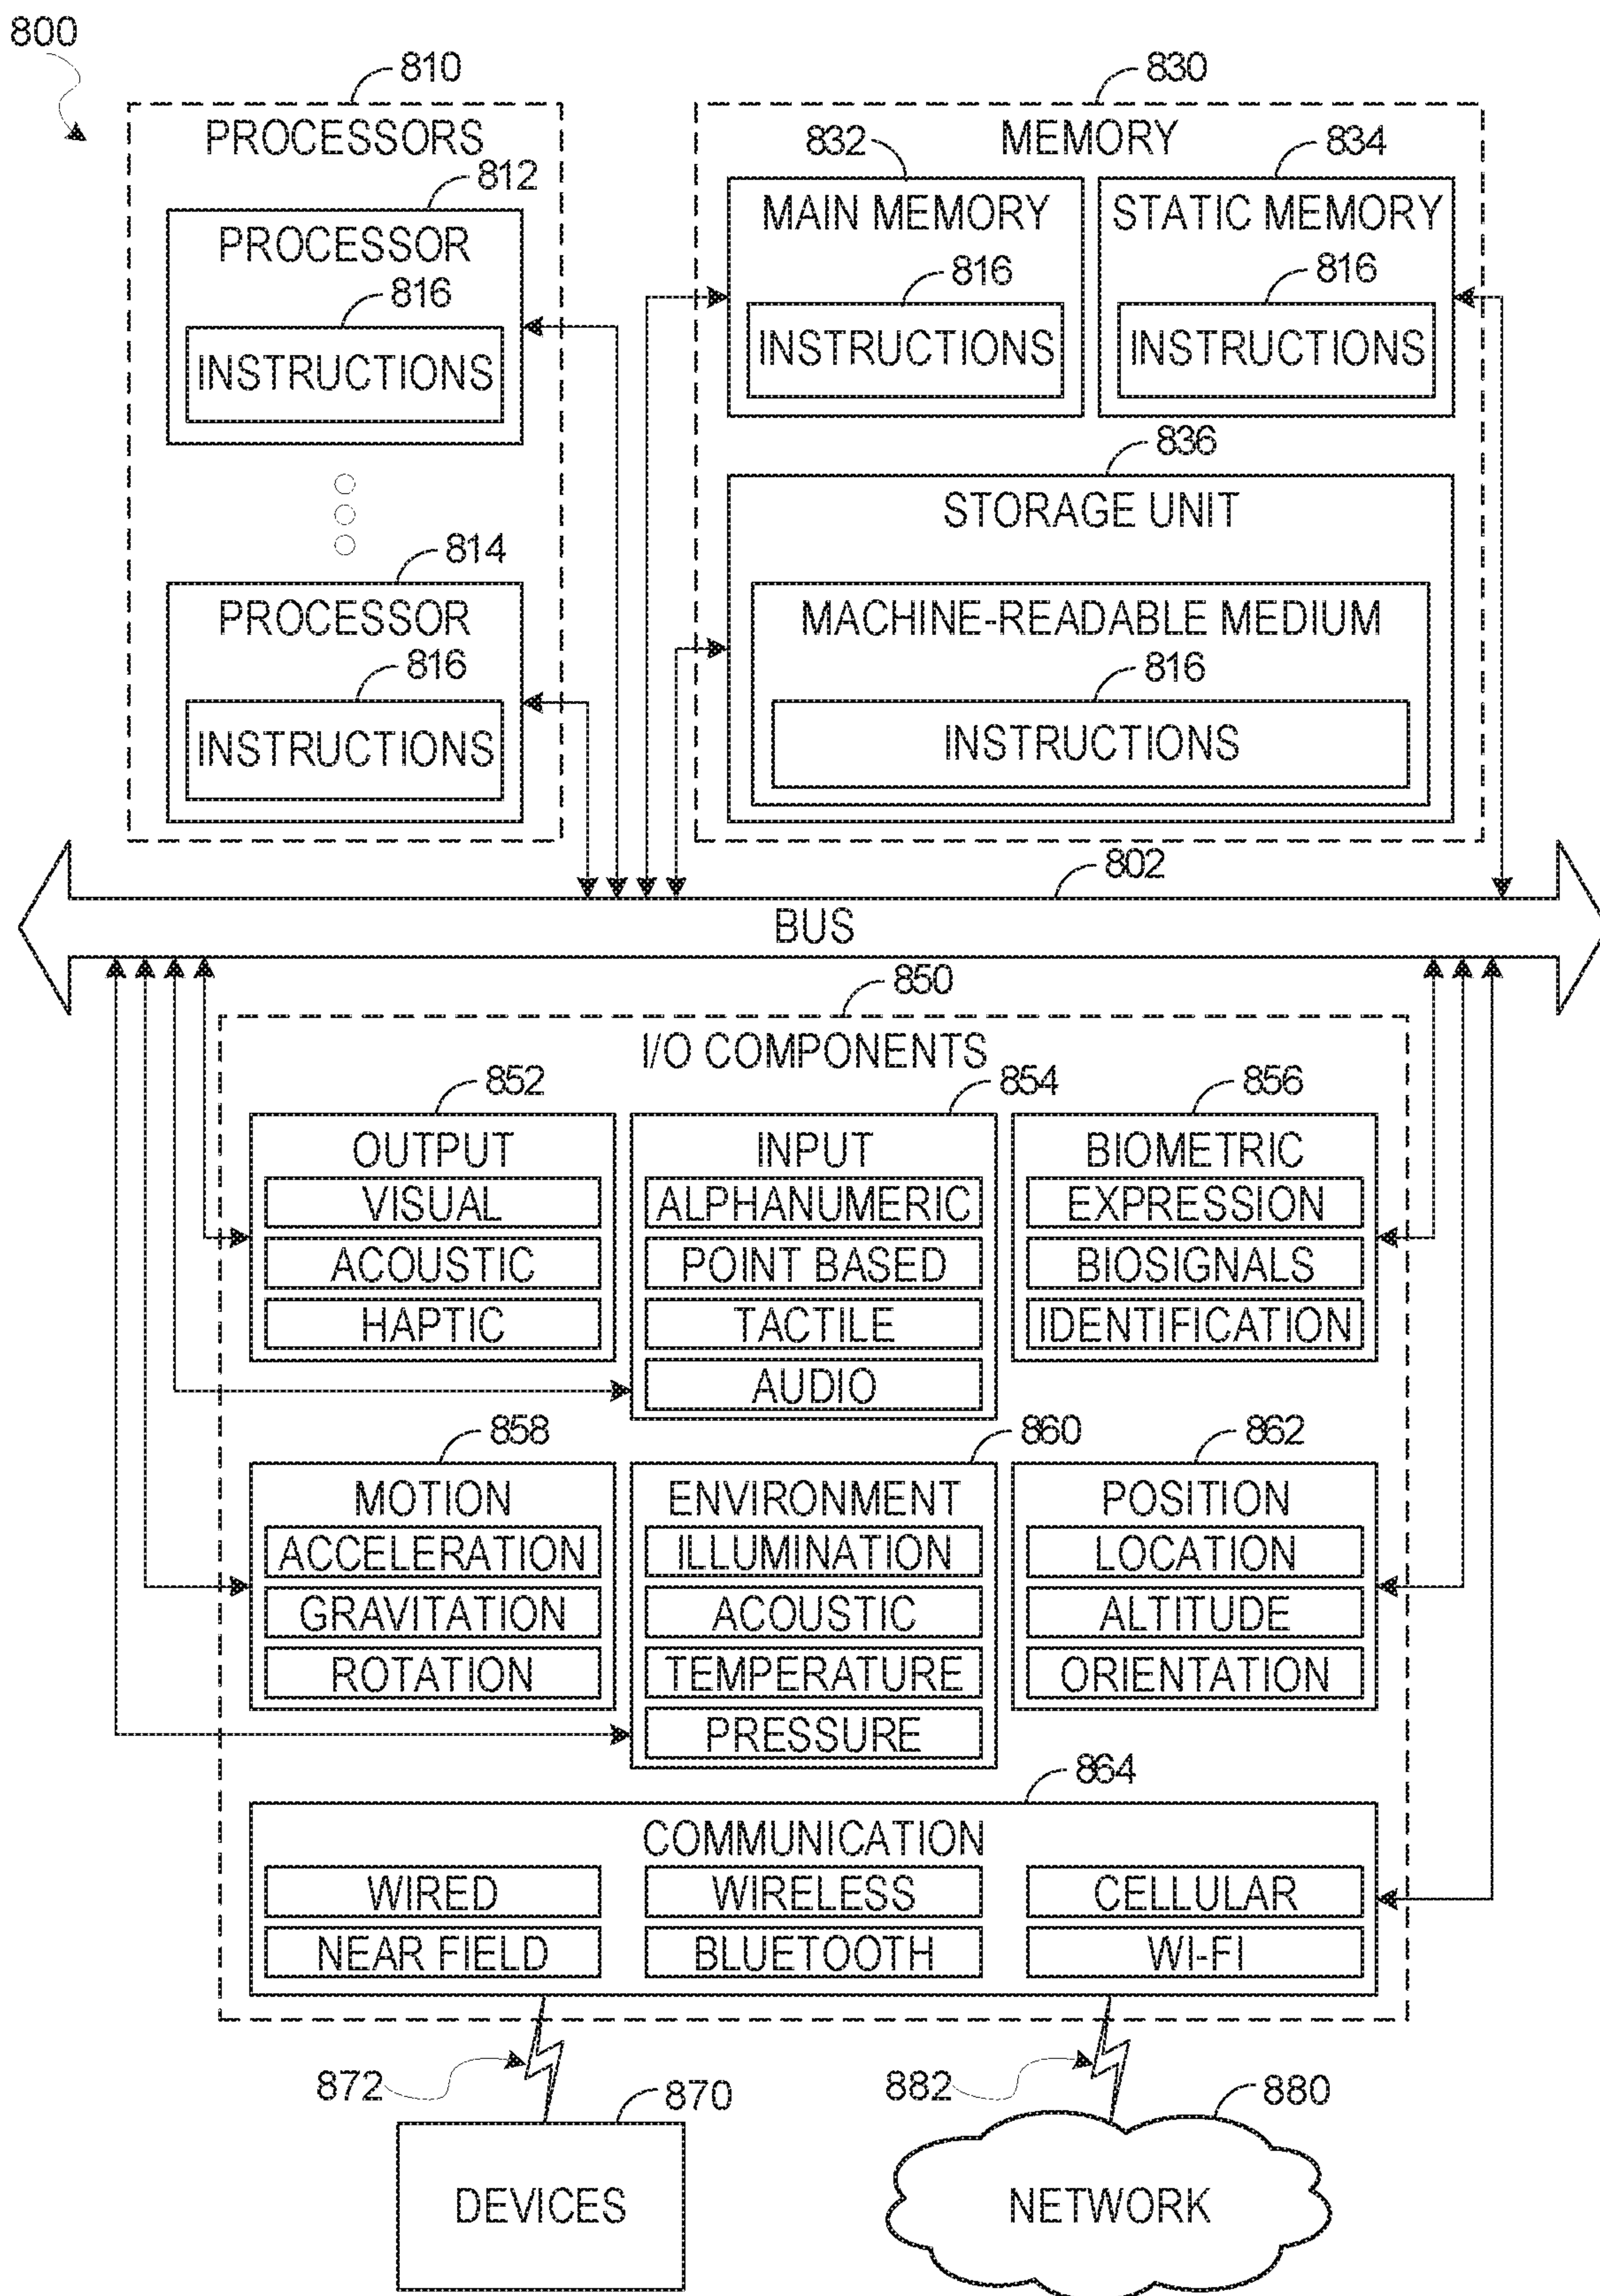 800
810
830
PROCESSORS
832
MEMORY
834
812
MAIN MEMORY
STATIC MEMORY
PROCESSOR
816
816
816
INSTRUCTIONS
INSTRUCTIONS
INSTRUCTIONS
836
STORAGE UNIT
814
PROCESSOR
MACHINE-READABLE MEDIUM
816
816
INSTRUCTIONS
INSTRUCTIONS
802
BUS
850
I/O COMPONENTS
852
854
856
OUTPUT
VISUAL
ACOUSTIC
HAPTIC
INPUT
ALPHANUMERIC
POINT BASED
TACTILE
AUDIO
BIOMETRIC
EXPRESSION
BIOSIGNALS
IDENTIFICATION
858
860
862
MOTION
ACCELERATION
GRAVITATION
ROTATION
ENVIRONMENT
ILLUMINATION
ACOUSTIC
TEMPERATURE
PRESSURE
POSITION
LOCATION
ALTITUDE
ORIENTATION
864
COMMUNICATION
WIRED
WIRELESS
CELLULAR
NEAR FIELD
BLUETOOTH
WI-FI
872
870
882
880
DEVICES
NETWORK